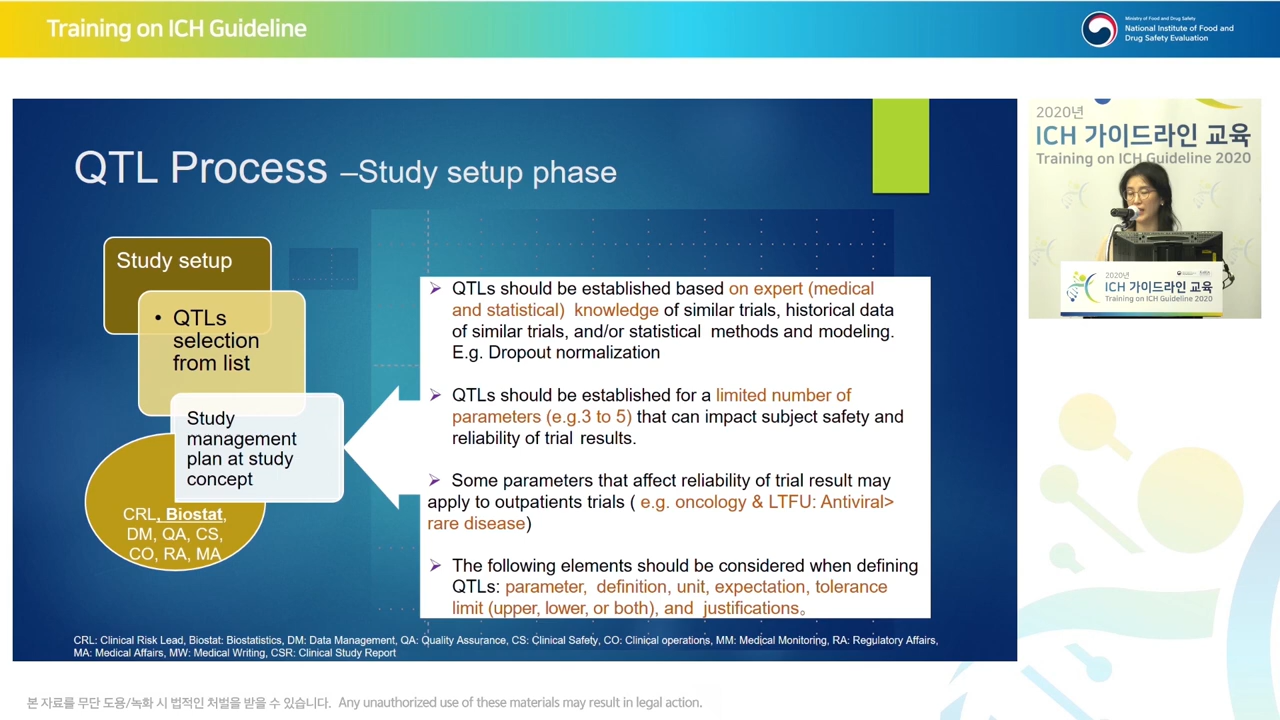 Training on ICH Guideline
Ministry of Food and Drug Safety
National Institute of Food and
Drug Safety Evaluation
QTL Process –Study setup phase
Study setup
• QTLs
selection
from list
Study
management
plan at study
concept
CRL, Biostat,
DM, QA, CS,
CO, RA, MA
QTLs should be established based on expert (medical
and statistical) knowledge of similar trials, historical data
of similar trials, and/or statistical methods and modeling.
E.g. Dropout normalization
QTLs should be established for a limited number of
parameters (e.g.3 to 5) that can impact subject safety and
reliability of trial results.
Some parameters that affect reliability of trial result may
apply to outpatients trials ( e.g. oncology & LTFU: Antiviral>
rare disease)
The following elements should be considered when defining
QTLs: parameter, definition, unit, expectation, tolerance
limit (upper, lower, or both), and justifications。
CRL: Clinical Risk Lead, Biostat: Biostatistics, DM: Data Management, QA: Quality Assurance, CS: Clinical Safety, CO: Clinical operations, MM: Medical Monitoring, RA: Regulatory Affairs,
MA: Medical Affairs, MW: Medical Writing, CSR: Clinical Study Report
2020년
ICH 가이드라인 교육
Training on ICH Guideline 2020
2020년
ICH 가이드라인 교육
Training on ICH Guideline 2020
본 자료를 무단 도용/녹화 시 법적인 처벌을 받을 수 있습니다. Any unauthorized use of these materials may result in legal action.